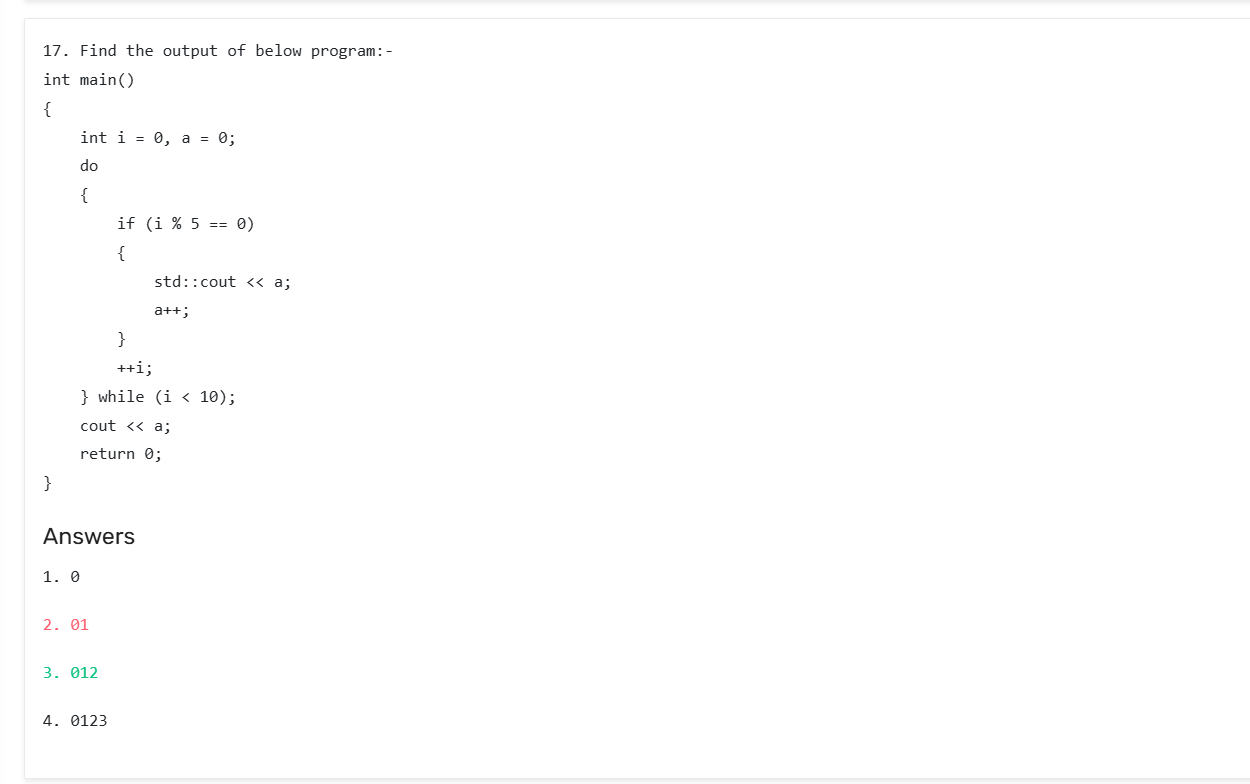 17. Find the output of below program:-
int main()
{
    int i = 0, a = 0;
    do
    {
        if (i % 5 == 0)
        {
            std::cout << a;
            a++;
        }
        ++i;
    } while (i < 10);
    cout << a;
    return 0;
}
Answers
1. 0
2. 01
3. 012
4. 0123